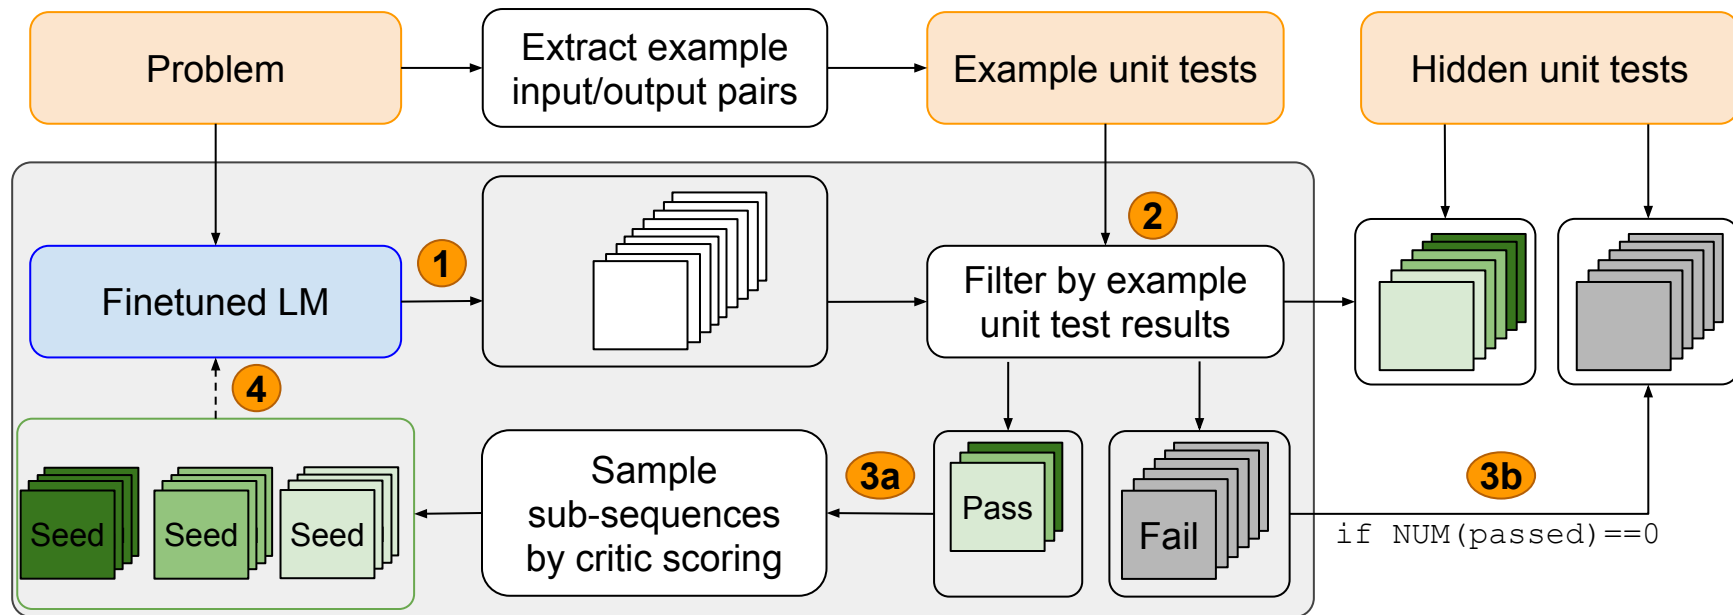 Problem
Extract example
input/output pairs
Example unit tests
Hidden unit tests
Finetuned LM
1
2
Filter by example
unit test results
4
Seed
Seed
Seed
Sample
sub-sequences
by critic scoring
3a
Pass
Fail
3b
if NUM(passed)==0